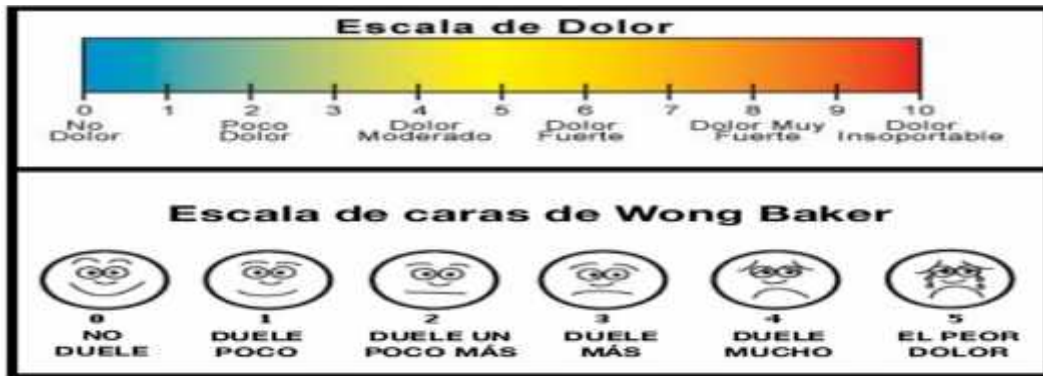 Escala de Dolor
0 1 2 3 4 5 6 7 8 9 10
No Poco Dolor Dolor Dolor Muy Dolor
Dolor Dolor Moderado Fuerte Fuerte Insoportable
Escala de caras de Wong Baker
0 1 2 3 4 5
NO DUELE DUELE UN DUELE DUELE EL PEOR
DUELE POCO POCO MÁS MÁS MUCHO DOLOR